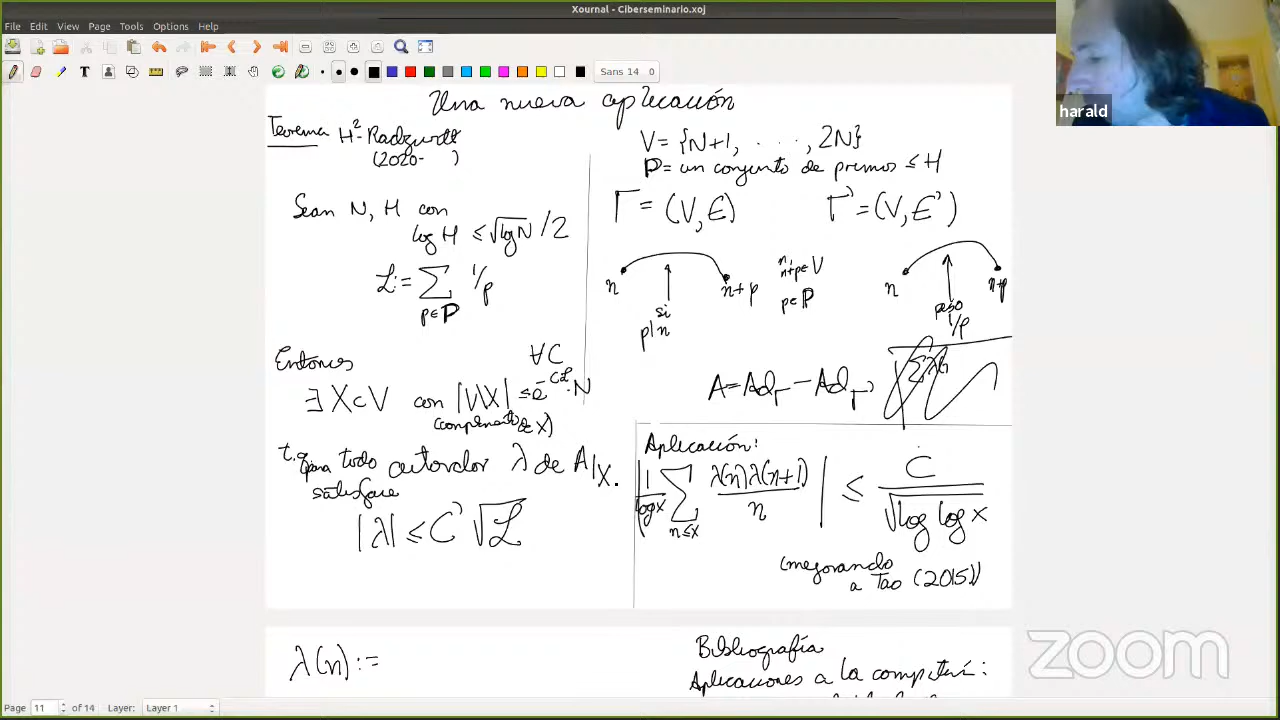 Xournal - Ciberseminario.xoj
File Edit View Page Tools Options Help
Sans 14 0
harald
Una nueva aplicación
Teorema H²-Radziwiłł
(2020- )
Sean N, H con
log H ≤ √log N / 2
ℒ := ∑ 1/p
p∈P
Entonces
∀C
∃ X⊂V con |V\X| ≤ e^{-Cℒ}·N
(complemento de X)
t.q. para todo autovalor λ de A|X.
satisface
|λ| ≤ C' √ℒ
V = {N+1, . . . , 2N}
P = un conjunto de primos ≤ H
Γ = (V, E) Γ' = (V, E')
n n+p
si
p|n
n, n+p ∈ V
p ∈ P
n n+p
peso
1/p
A = Ad_Γ - Ad_Γ'
Aplicación:
| 1/log x ∑_{n≤x} λ(n)λ(n+1)/n | ≤ C/√log log x
(mejorando
a Tao (2015))
λ(n) :=
Bibliografía
Aplicaciones a la
zoom
Page 11 of 14 Layer: Layer 1